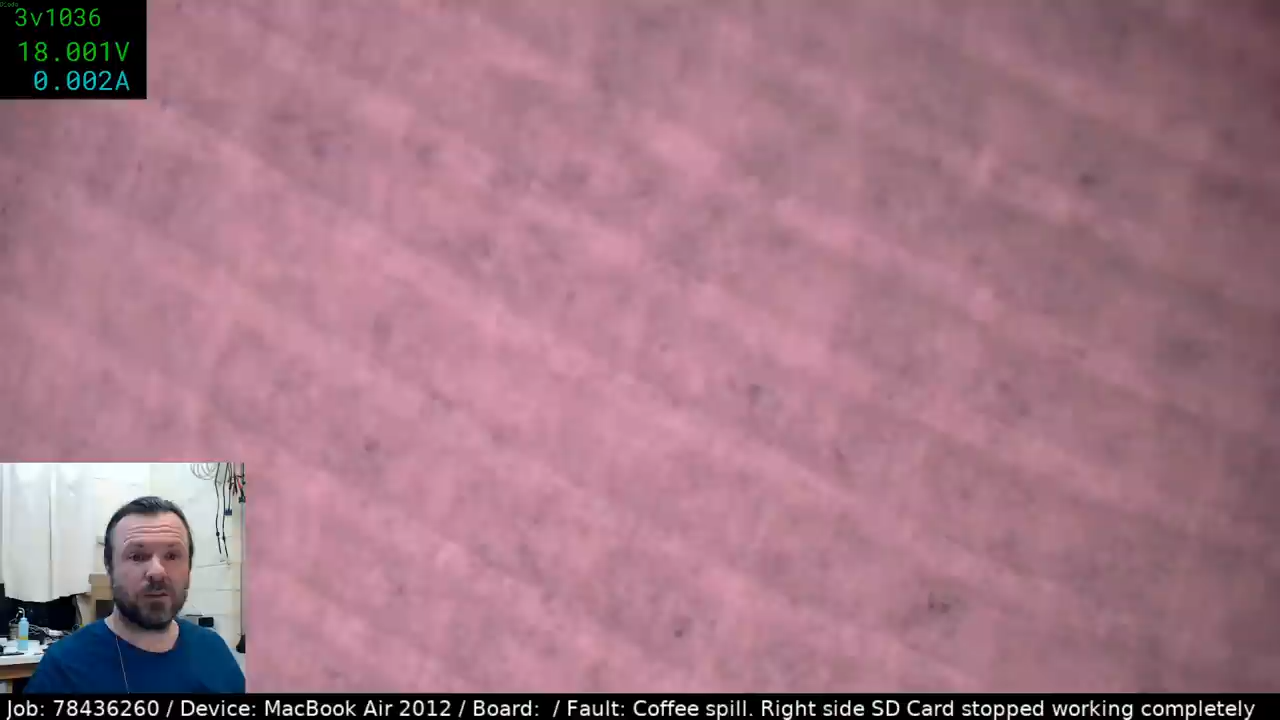 3v1036
18.001V
0.002A
Job: 78436260 / Device: MacBook Air 2012 / Board:  / Fault: Coffee spill. Right side SD Card stopped working completely